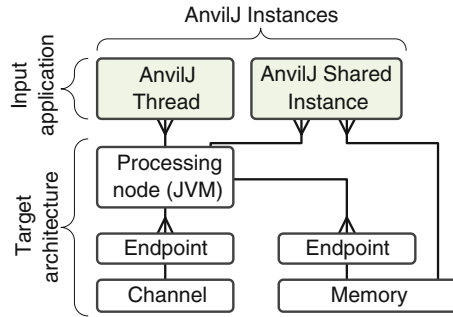 AnvilJ Instances
Input
application
AnvilJ
Thread
AnvilJ Shared
Instance
Target
architecture
Processing
node (JVM)
Endpoint
Endpoint
Channel
Memory